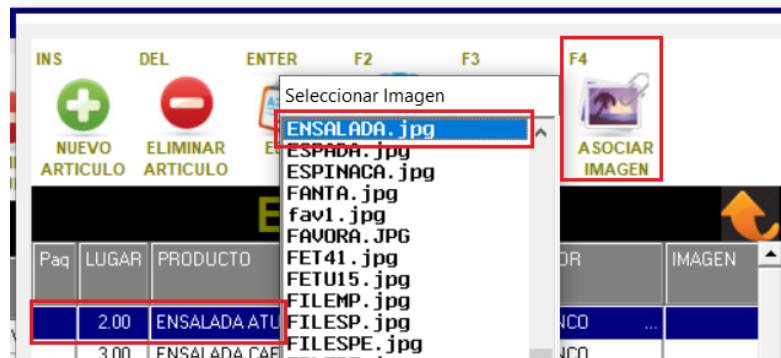 INS DEL ENTER F2 F3 F4
NUEVO
ARTICULO
ELIMINAR
ARTICULO
ASOCIAR
IMAGEN
Seleccionar Imagen
ENSALADA.jpg
ESPADA.jpg
ESPINACA.jpg
FANTA.jpg
fav1.jpg
FAVORA.JPG
FET41.jpg
FETU15.jpg
FILEMP.jpg
FILESP.jpg
FILESPE.jpg
Paq LUGAR PRODUCTO IMAGEN
2.00 ENSALADA ATU NCO ...
3.00 ENSALADA